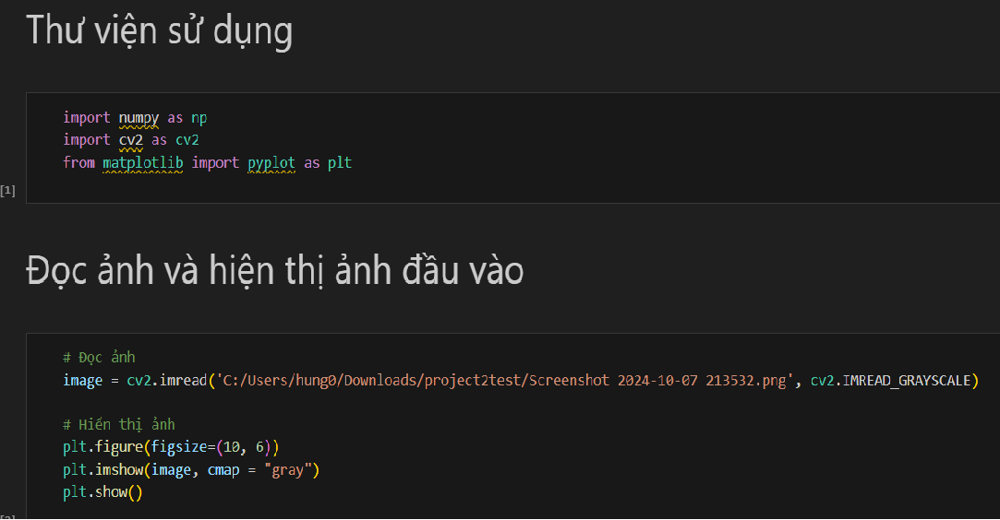 Thư viện sử dụng
import numpy as np
import cv2 as cv2
from matplotlib import pyplot as plt
[1]
Đọc ảnh và hiện thị ảnh đầu vào
# Đọc ảnh
image = cv2.imread('C:/Users/hung0/Downloads/project2test/Screenshot 2024-10-07 213532.png', cv2.IMREAD_GRAYSCALE)
# Hiển thị ảnh
plt.figure(figsize=(10, 6))
plt.imshow(image, cmap = "gray")
plt.show()